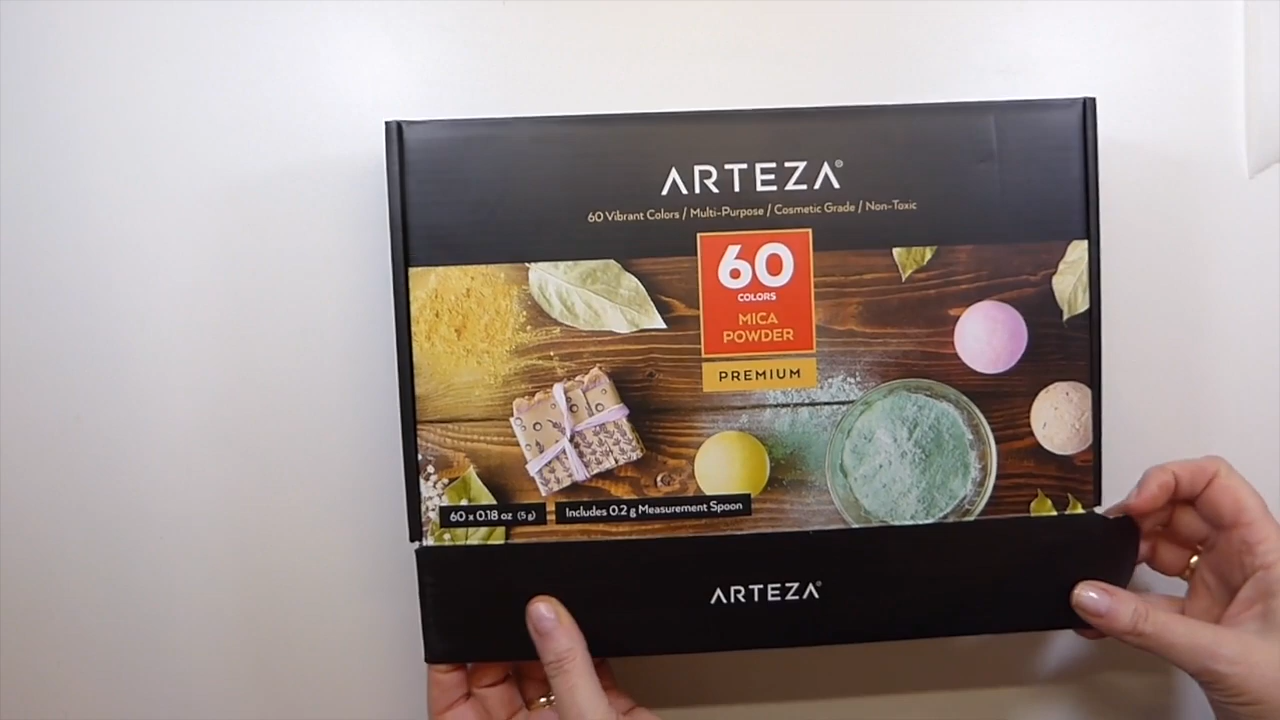 ARTEZA®
60 Vibrant Colors / Multi-Purpose / Cosmetic Grade / Non-Toxic
60
COLORS
MICA
POWDER
PREMIUM
60 x 0.18 oz (5 g)
Includes 0.2 g Measurement Spoon
ARTEZA®